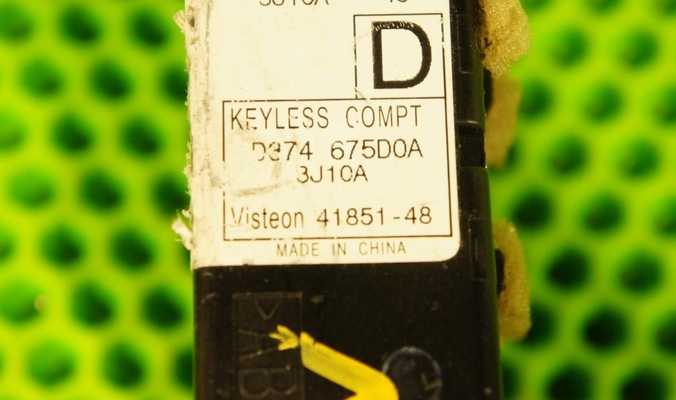 D
KEYLESS COMPT
D374 675D0A
3J10A
Visteon 41851-48
MADE IN CHINA